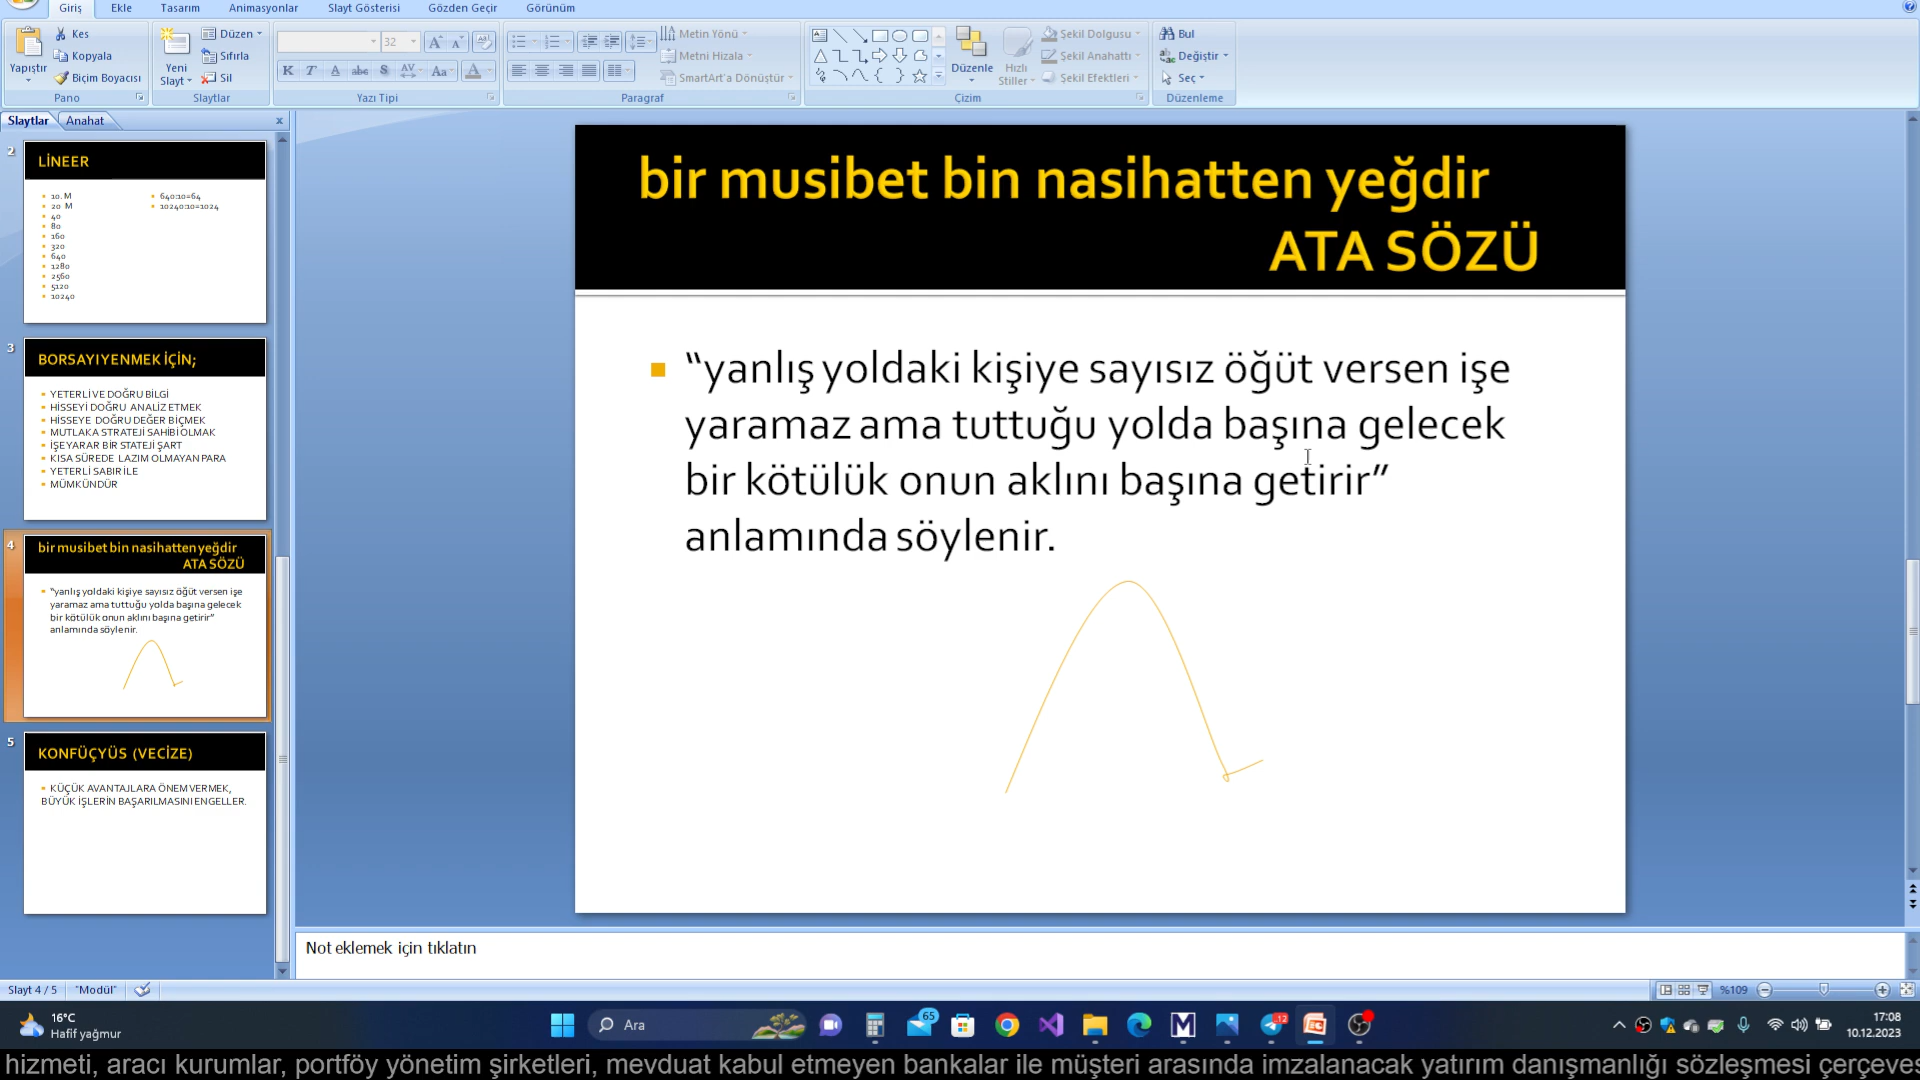 Giriş Ekle Tasarım Animasyonlar Slayt Gösterisi Gözden Geçir Görünüm
Yapıştır
Kes
Kopyala
Biçim Boyacısı
Pano
Yeni Slayt
Düzen
Sıfırla
Sil
Slaytlar
32
Yazı Tipi
Metin Yönü
Metni Hizala
SmartArt'a Dönüştür
Paragraf
Düzenle
Hızlı Stiller
Şekil Dolgusu
Şekil Anahattı
Şekil Efektleri
Çizim
Bul
Değiştir
Seç
Düzenleme
Slaytlar Anahat
2
LİNEER
10. M
20 M
40
80
160
320
640
1280
2560
5120
10240
640:10=64
10240:10=1024
3
BORSAYI YENMEK İÇİN;
YETERLİ VE DOĞRU BİLGİ
HİSSEYİ DOĞRU ANALİZ ETMEK
HİSSEYE DOĞRU DEĞER BİÇMEK
MUTLAKA STRATEJİ SAHİBİ OLMAK
İŞE YARAR BİR STATEJİ ŞART
KISA SÜREDE LAZIM OLMAYAN PARA
YETERLİ SABIR İLE
MÜMKÜNDÜR
4
bir musibet bin nasihatten yeğdir
ATA SÖZÜ
"yanlış yoldaki kişiye sayısız öğüt versen işe
yaramaz ama tuttuğu yolda başına gelecek
bir kötülük onun aklını başına getirir"
anlamında söylenir.
5
KONFÜÇYÜS (VECİZE)
KÜÇÜK AVANTAJLARA ÖNEM VERMEK,
BÜYÜK İŞLERİN BAŞARILMASINI ENGELLER.
bir musibet bin nasihatten yeğdir
ATA SÖZÜ
"yanlış yoldaki kişiye sayısız öğüt versen işe
yaramaz ama tuttuğu yolda başına gelecek
bir kötülük onun aklını başına getirir"
anlamında söylenir.
Not eklemek için tıklatın
Slayt 4 / 5 "Modül" %109
16°C
Hafif yağmur
Ara
65
12
17:08
10.12.2023
hizmeti, aracı kurumlar, portföy yönetim şirketleri, mevduat kabul etmeyen bankalar ile müşteri arasında imzalanacak yatırım danışmanlığı sözleşmesi çerçeves